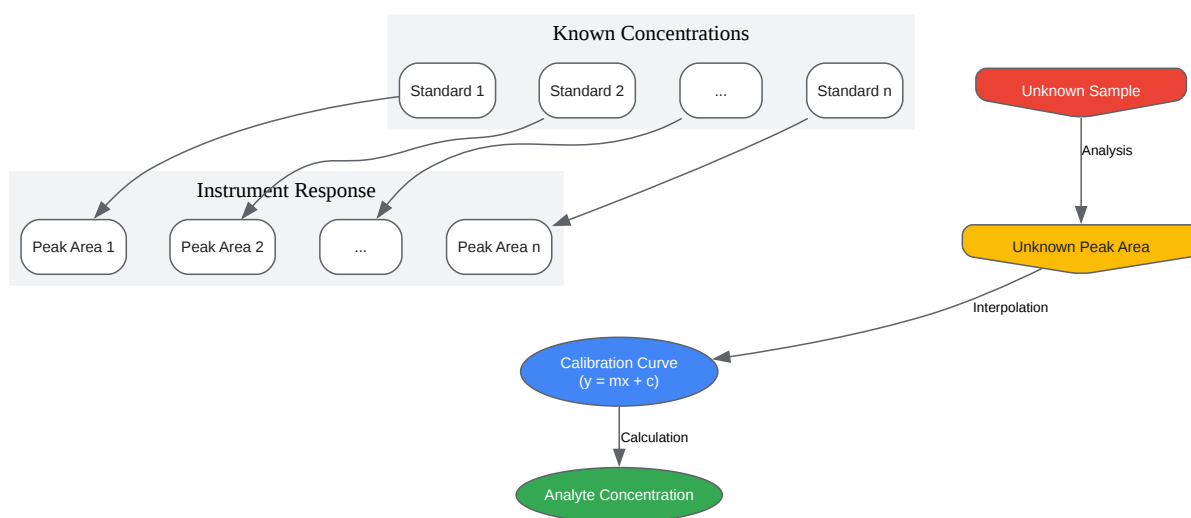 Known Concentrations
Standard 1
Standard 2
...
Standard n
Unknown Sample
Analysis
Instrument Response
Peak Area 1
Peak Area 2
...
Peak Area n
Unknown Peak Area
Interpolation
Calibration Curve
(y = mx + c)
Calculation
Analyte Concentration